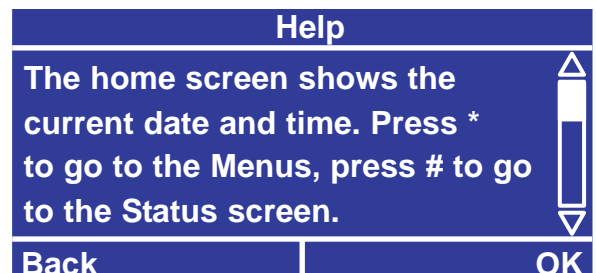 Help
The home screen shows the
current date and time. Press *
to go to the Menus, press # to go
to the Status screen.
Back OK